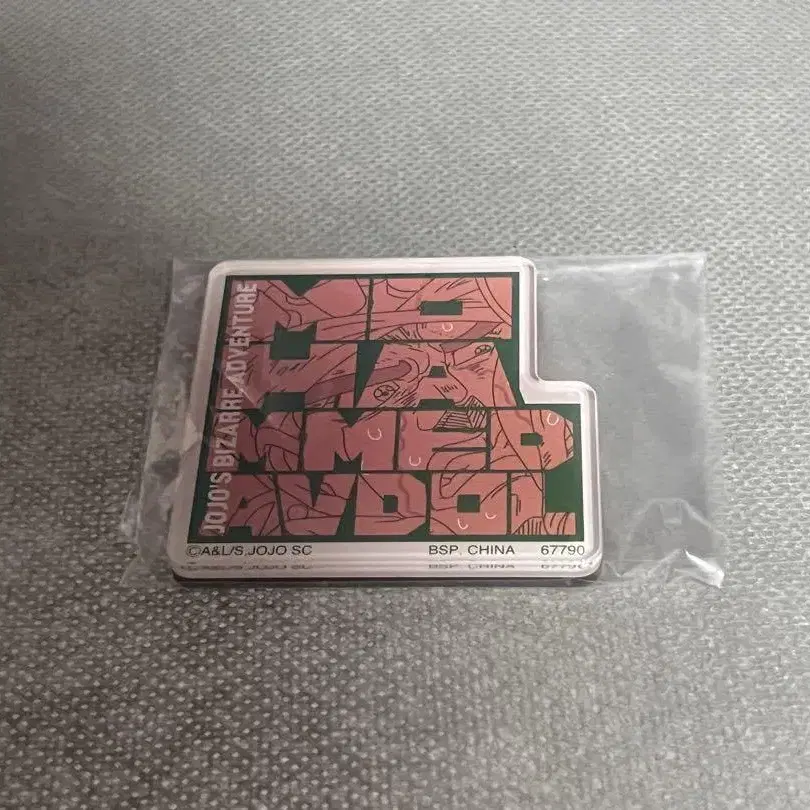 JOJO'S BIZARRE ADVENTURE
MO
HA
MMED
AVDOL
©A&L/S,JOJO SC BSP. CHINA 67790